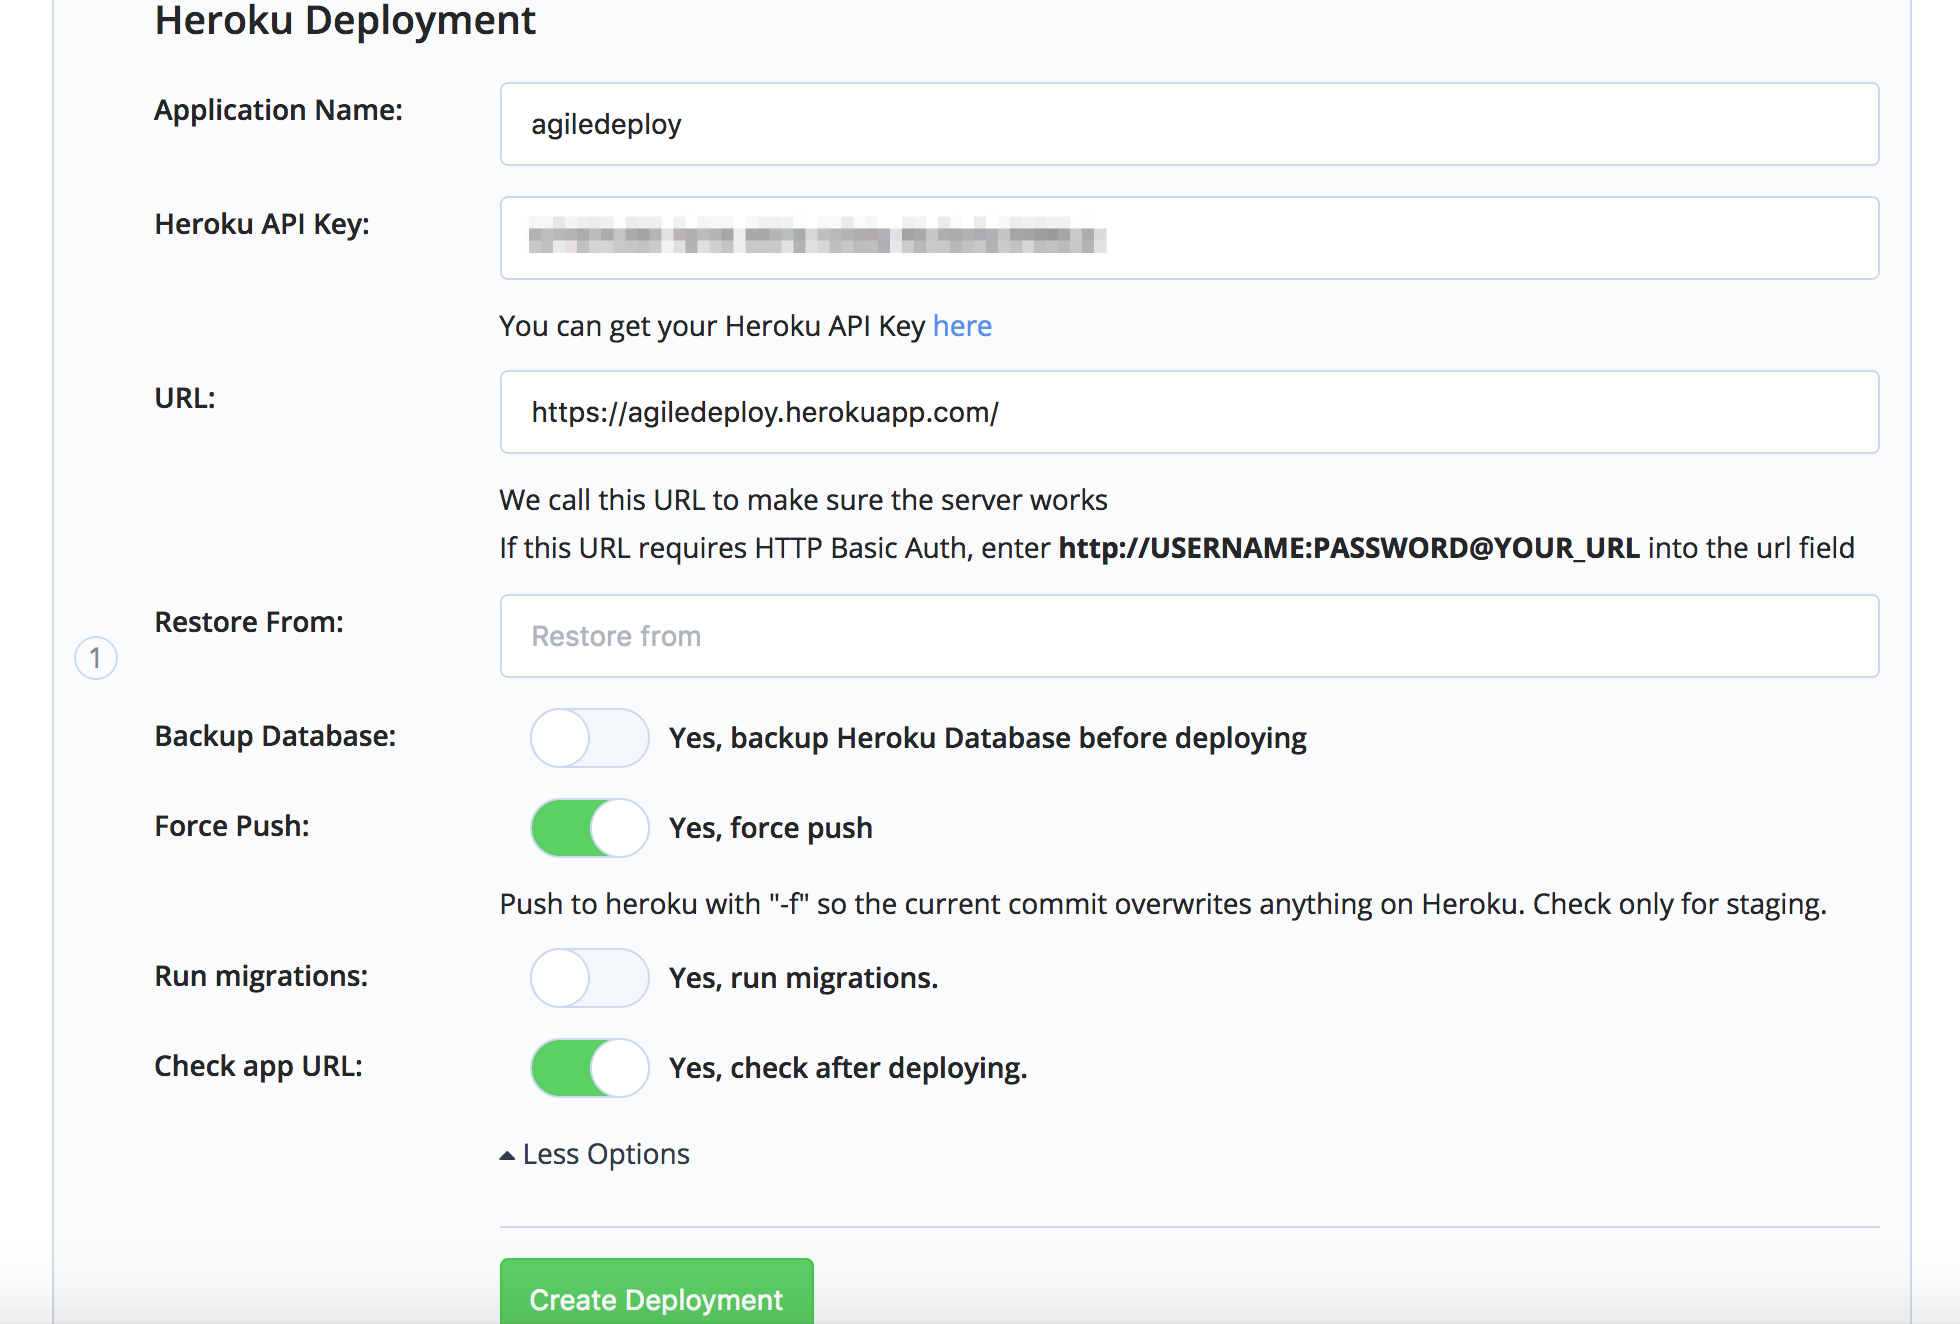 Heroku Deployment
Application Name:
agiledeploy
Heroku API Key:
You can get your Heroku API Key here
URL:
https://agiledeploy.herokuapp.com/
We call this URL to make sure the server works
If this URL requires HTTP Basic Auth, enter http://USERNAME:PASSWORD@YOUR_URL into the url field
Restore From:
Restore from
1
Backup Database:
Yes, backup Heroku Database before deploying
Force Push:
Yes, force push
Push to heroku with "-f" so the current commit overwrites anything on Heroku. Check only for staging.
Run migrations:
Yes, run migrations.
Check app URL:
Yes, check after deploying.
Less Options
Create Deployment